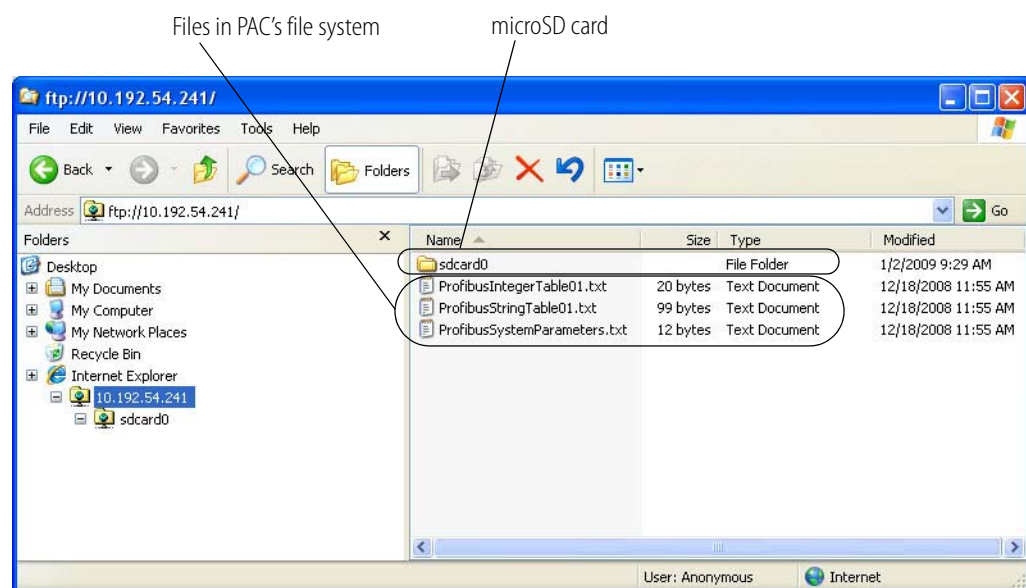 Files in PAC's file system
microSD card
ftp://10.192.54.241/
File Edit View Favorites Tools Help
Back Search Folders
Address ftp://10.192.54.241/ Go
Folders x
Desktop
My Documents
My Computer
My Network Places
Recycle Bin
Internet Explorer
10.192.54.241
sdcard0
Name Size Type Modified
sdcard0 File Folder 1/2/2009 9:29 AM
ProfibusIntegerTable01.txt 20 bytes Text Document 12/18/2008 11:55 AM
ProfibusStringTable01.txt 99 bytes Text Document 12/18/2008 11:55 AM
ProfibusSystemParameters.txt 12 bytes Text Document 12/18/2008 11:55 AM
User: Anonymous Internet